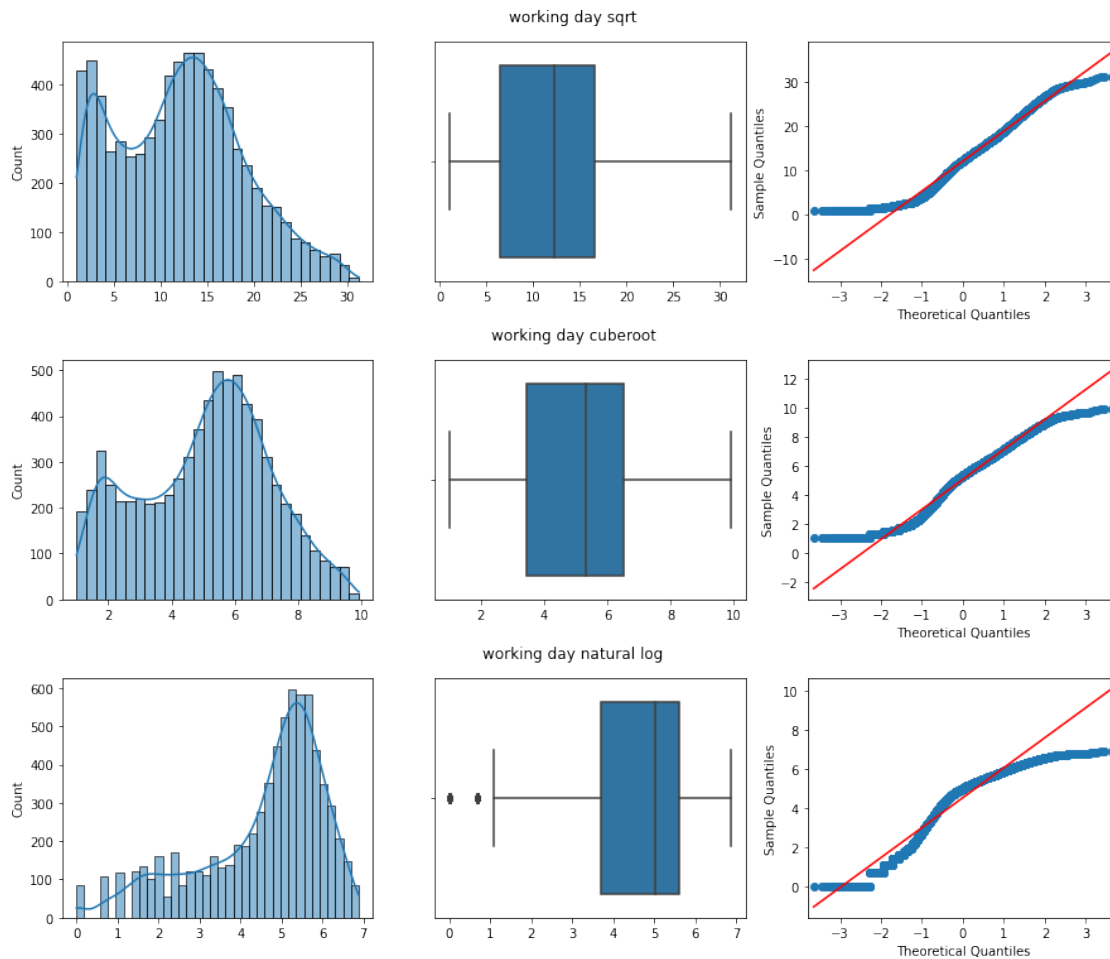 working day sqrt
Count
400
300
200
100
0
0 5 10 15 20 25 30
0 5 10 15 20 25 30
Sample Quantiles
30
20
10
0
−10
−3 −2 −1 0 1 2 3
Theoretical Quantiles
working day cuberoot
Count
500
400
300
200
100
0
2 4 6 8 10
2 4 6 8 10
Sample Quantiles
12
10
8
6
4
2
0
−2
−3 −2 −1 0 1 2 3
Theoretical Quantiles
working day natural log
Count
600
500
400
300
200
100
0
0 1 2 3 4 5 6 7
0 1 2 3 4 5 6 7
Sample Quantiles
10
8
6
4
2
0
−3 −2 −1 0 1 2 3
Theoretical Quantiles